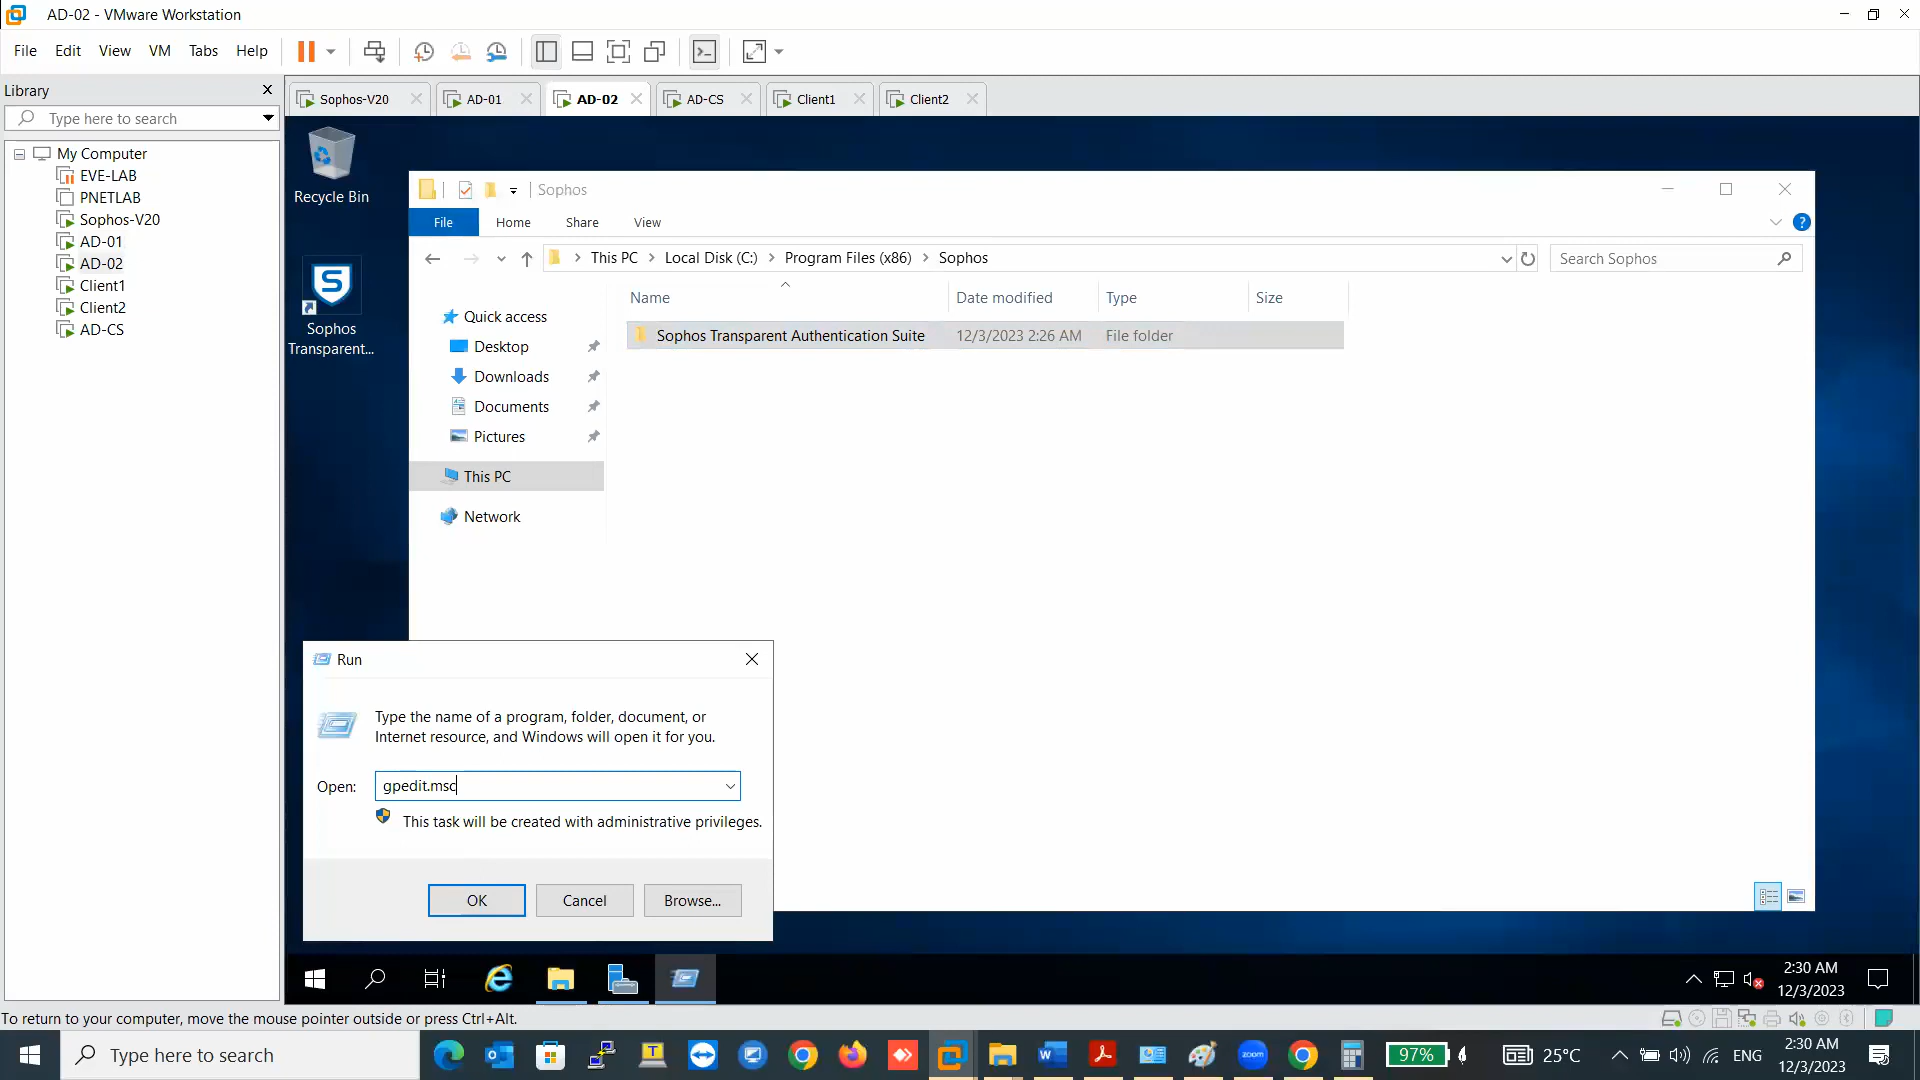 AD-02 - VMware Workstation
File Edit View VM Tabs Help
Library
Type here to search
My Computer
EVE-LAB
PNETLAB
Sophos-V20
AD-01
AD-02
Client1
Client2
AD-CS
Sophos-V20 AD-01 AD-02 AD-CS Client1 Client2
Recycle Bin
Sophos
Transparent...
Sophos
File Home Share View
This PC Local Disk (C:) Program Files (x86) Sophos
Search Sophos
Name Date modified Type Size
Sophos Transparent Authentication Suite 12/3/2023 2:26 AM File folder
Quick access
Desktop
Downloads
Documents
Pictures
This PC
Network
Run
Type the name of a program, folder, document, or
Internet resource, and Windows will open it for you.
Open: gpedit.msc
This task will be created with administrative privileges.
OK Cancel Browse...
2:30 AM
12/3/2023
To return to your computer, move the mouse pointer outside or press Ctrl+Alt.
Type here to search
zoom
97%
25°C
ENG
2:30 AM
12/3/2023